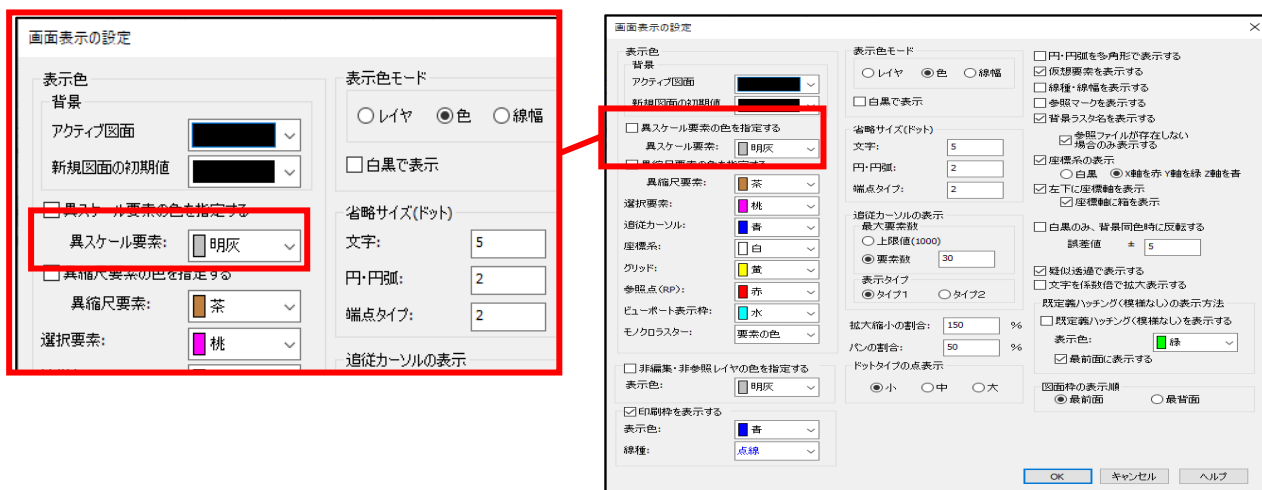 画面表示の設定
表示色
背景
アクティブ図面
新規図面の初期値
異スケール要素の色を指定する
異スケール要素: 明灰
異縮尺要素の色を指定する
異縮尺要素: 茶
選択要素: 桃
表示色モード
レイヤ 色 線幅
白黒で表示
省略サイズ(ドット)
文字: 5
円・円弧: 2
端点タイプ: 2
追従カーソルの表示
画面表示の設定
表示色
背景
アクティブ図面
新規図面の初期値
異スケール要素の色を指定する
異スケール要素: 明灰
異縮尺要素の色を指定する
異縮尺要素: 茶
選択要素: 桃
追従カーソル: 青
座標系: 白
グリッド: 黄
参照点(RP): 赤
ビューポート表示枠: 水
モノクロラスター: 要素の色
非編集・非参照レイヤの色を指定する
表示色: 明灰
印刷枠を表示する
表示色: 青
線種: 点線
表示色モード
レイヤ 色 線幅
白黒で表示
省略サイズ(ドット)
文字: 5
円・円弧: 2
端点タイプ: 2
追従カーソルの表示
最大要素数
上限値(1000)
要素数 30
表示タイプ
タイプ1 タイプ2
拡大縮小の割合: 150 %
パンの割合: 50 %
ドットタイプの点表示
小 中 大
円・円弧を多角形で表示する
仮想要素を表示する
線種・線幅を表示する
参照マークを表示する
背景ラスタ名を表示する
参照ファイルが存在しない
場合のみ表示する
座標系の表示
白黒 X軸を赤 Y軸を緑 Z軸を青
左下に座標軸を表示
座標軸に箱を表示
白黒のみ、背景同色時に反転する
誤差値 ± 5
疑似透過で表示する
文字を係数倍で拡大表示する
既定義ハッチング(模様なし)の表示方法
既定義ハッチング(模様なし)を表示する
表示色: 緑
最前面に表示する
図面枠の表示順
最前面 最背面
OK キャンセル ヘルプ